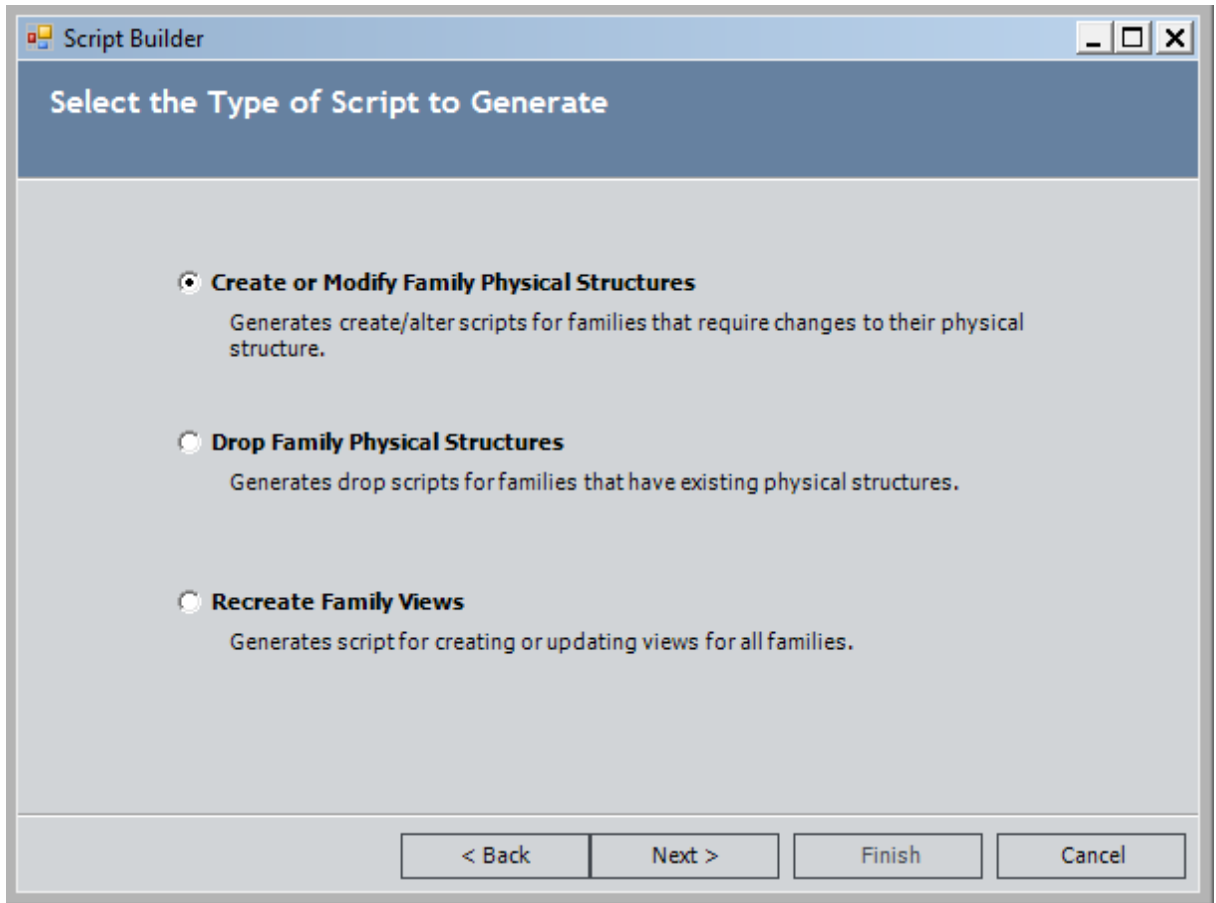 Script Builder
Select the Type of Script to Generate
Create or Modify Family Physical Structures
Generates create/alter scripts for families that require changes to their physical
structure.
Drop Family Physical Structures
Generates drop scripts for families that have existing physical structures.
Recreate Family Views
Generates script for creating or updating views for all families.
< Back Next > Finish Cancel